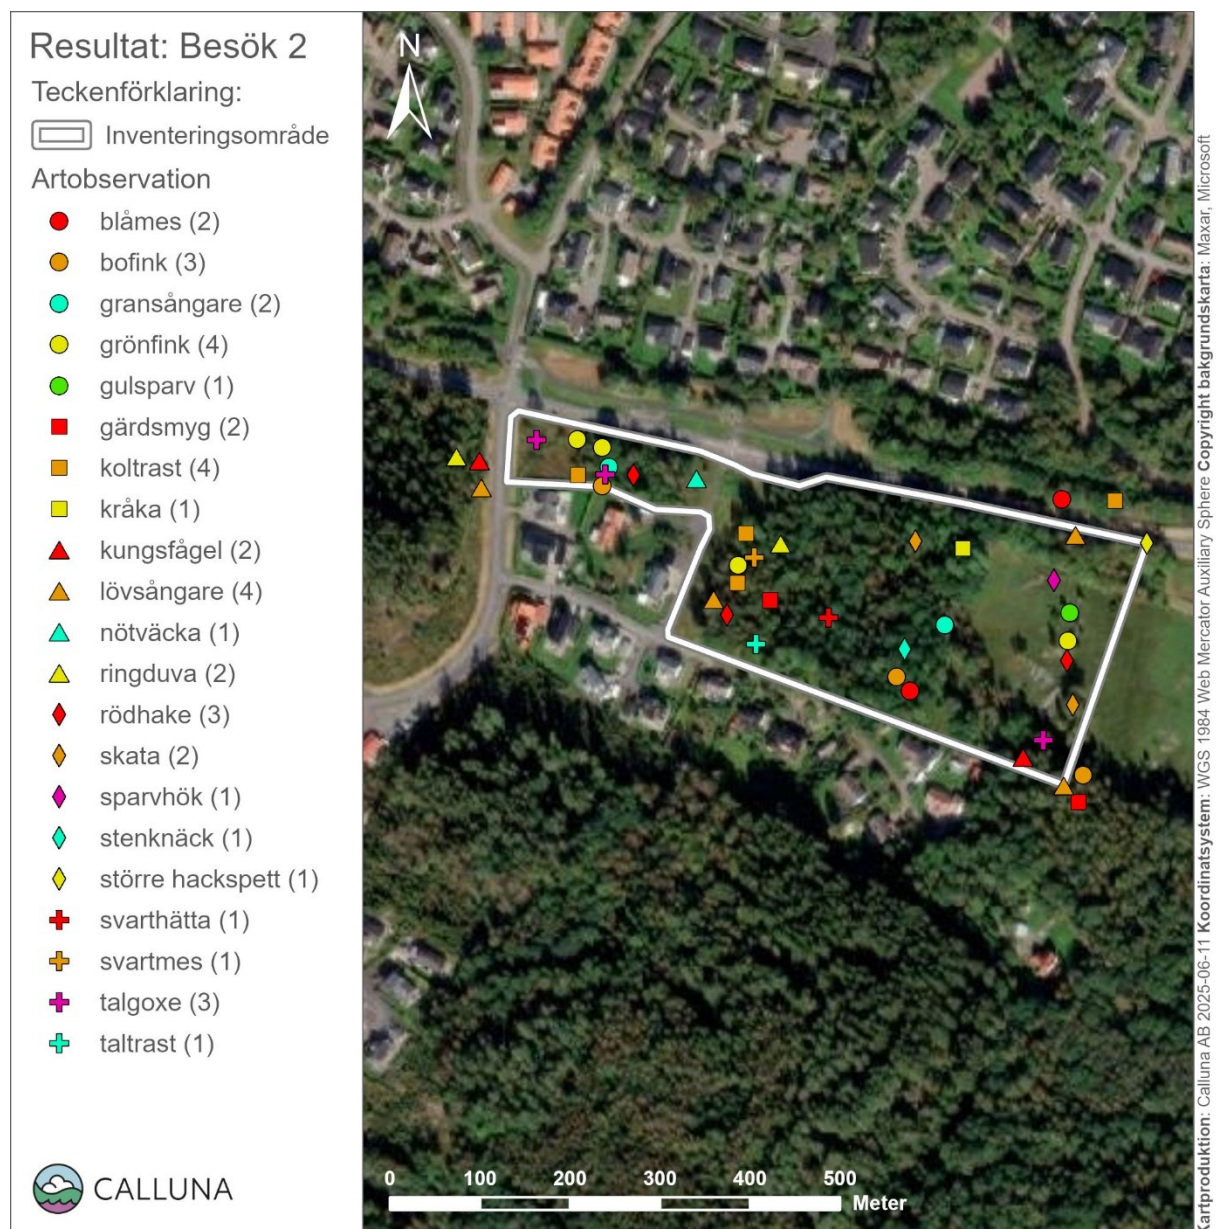 Resultat: Besök 2
Teckenförklaring:
Inventeringsområde
Artobservation
blåmes (2)
bofink (3)
gransångare (2)
grönfink (4)
gulsparv (1)
gärdsmyg (2)
koltrast (4)
kråka (1)
kungsfågel (2)
lövsångare (4)
nötväcka (1)
ringduva (2)
rödhake (3)
skata (2)
sparvhök (1)
stenknäck (1)
större hackspett (1)
svarthätta (1)
svartmes (1)
talgoxe (3)
taltrast (1)
CALLUNA
N
0 100 200 300 400 500
Meter
Kartproduktion: Calluna AB 2025-06-11 Koordinatsystem: WGS 1984 Web Mercator Auxiliary Sphere Copyright bakgrundskarta: Maxar, Microsoft